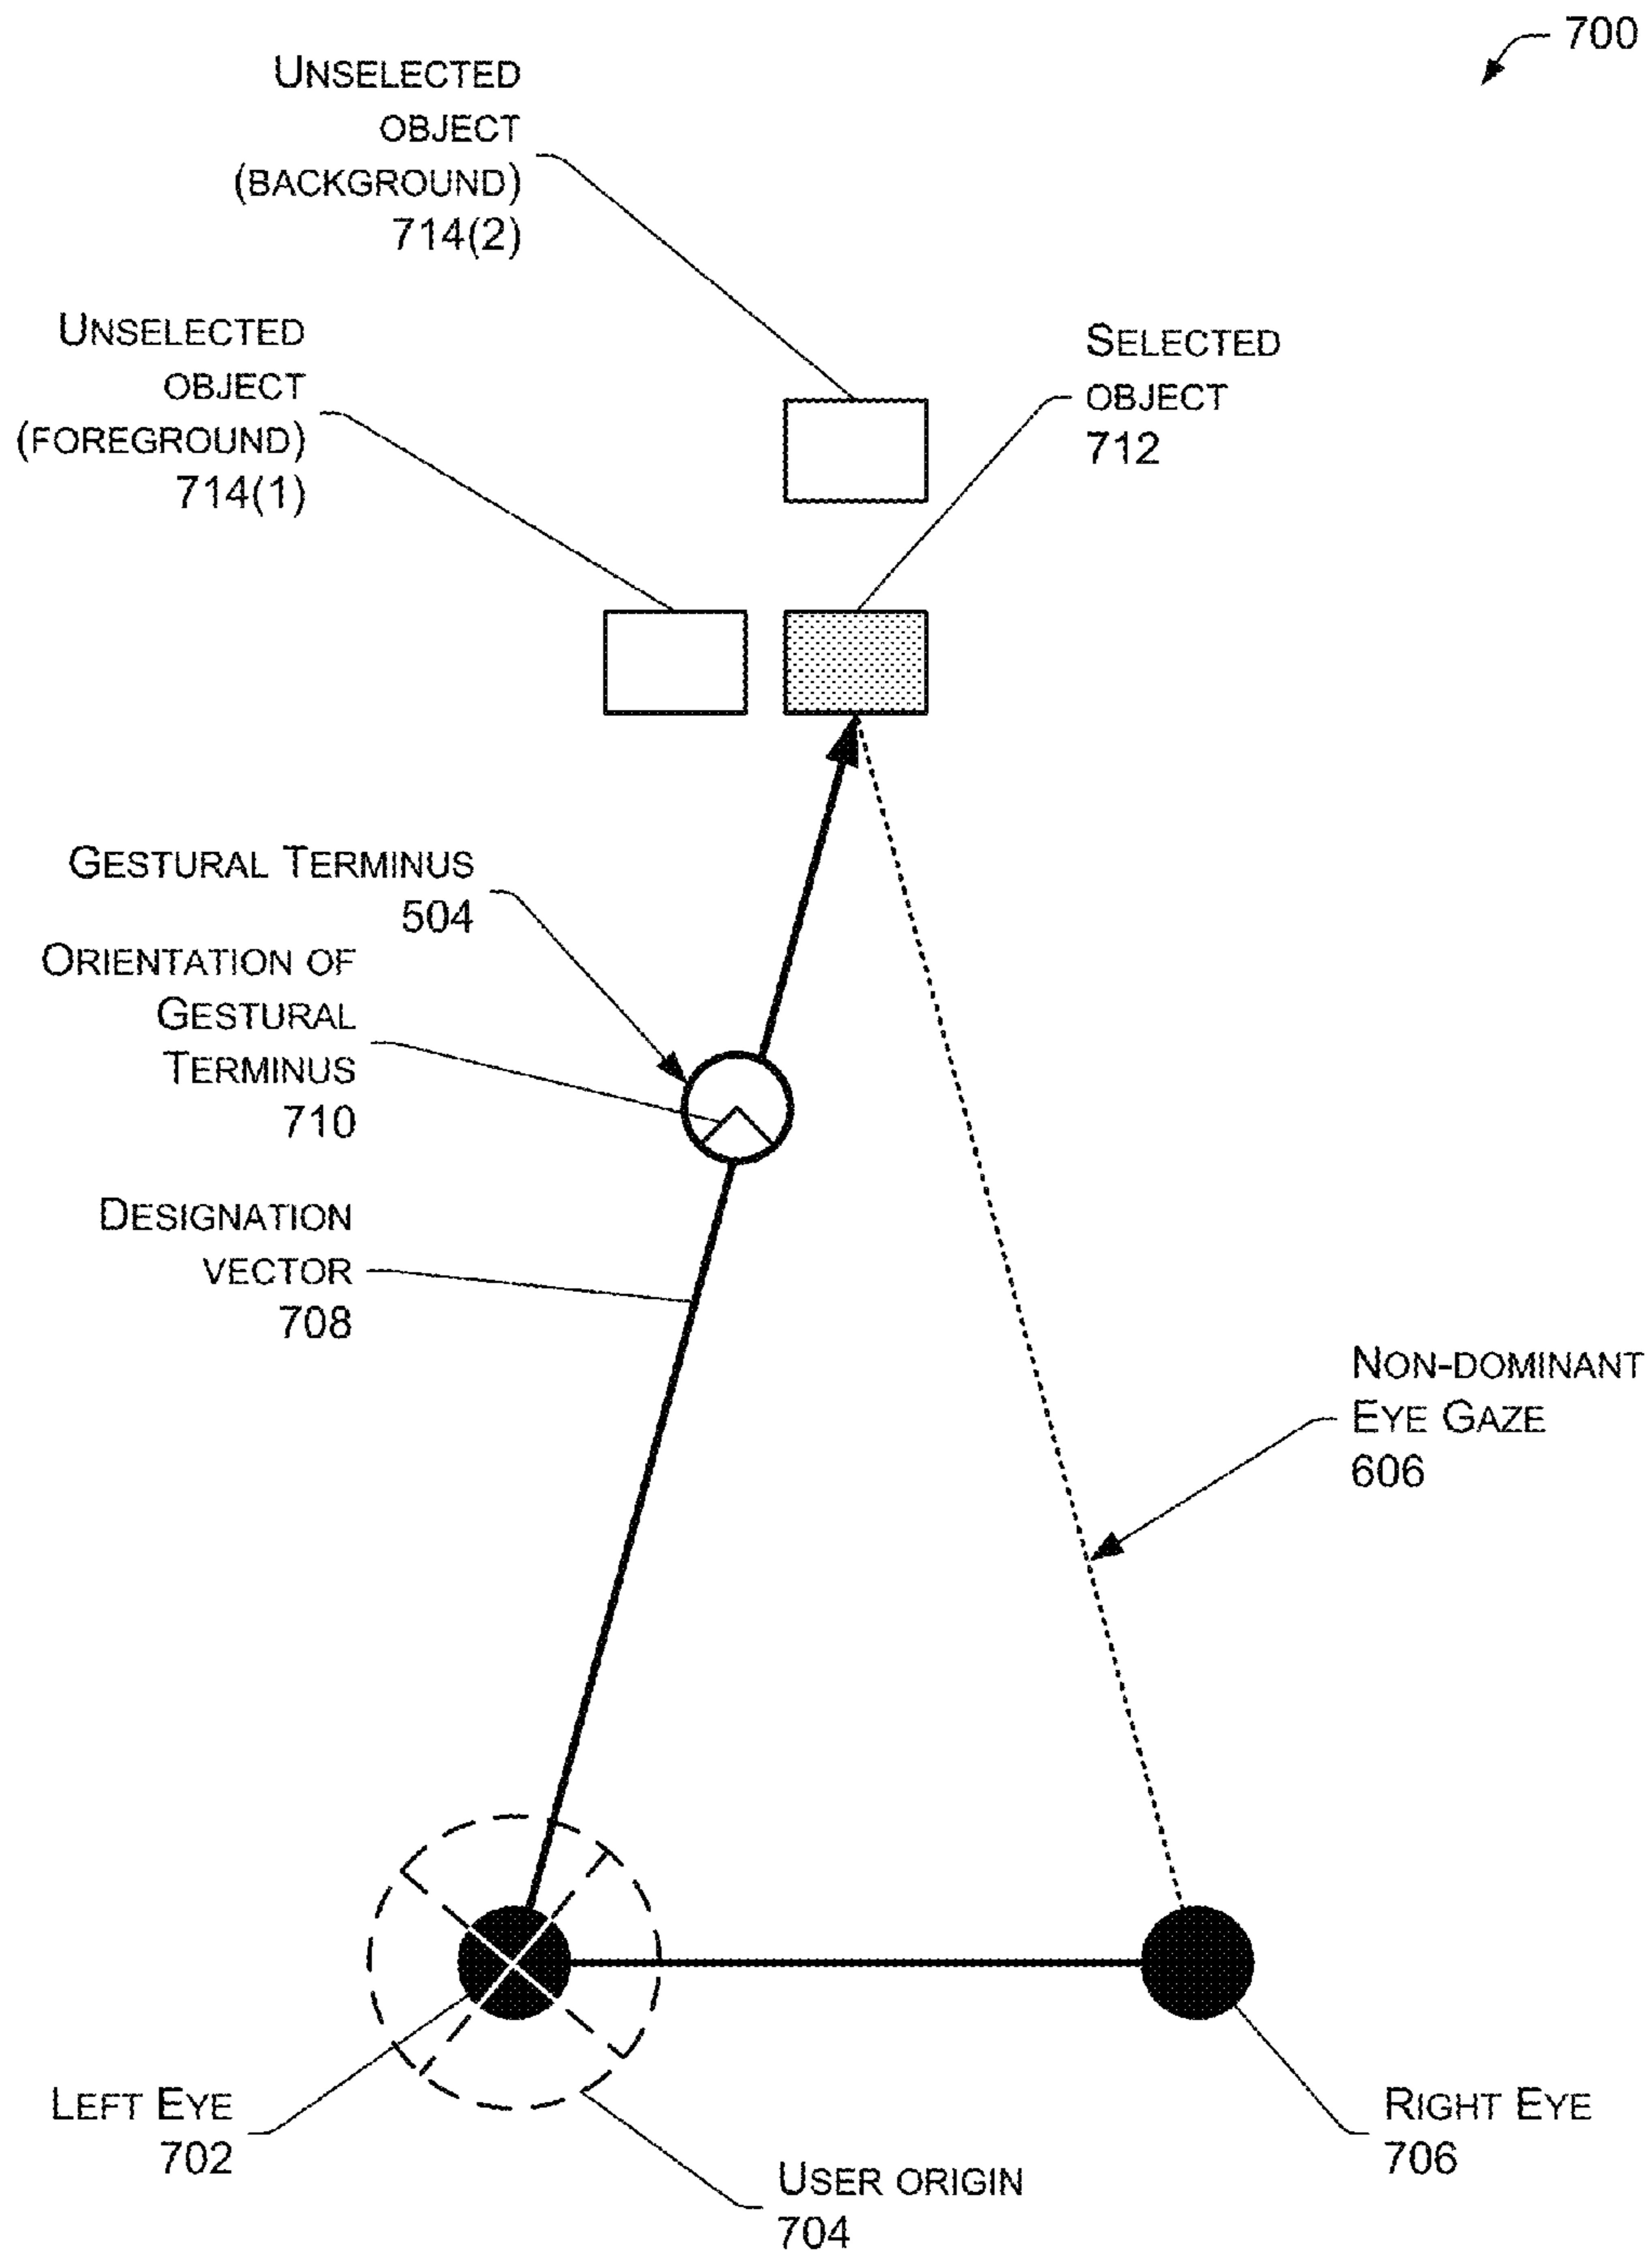 700
UNSELECTED
OBJECT
(BACKGROUND)
714(2)
UNSELECTED
OBJECT
(FOREGROUND)
714(1)
SELECTED
OBJECT
712
GESTURAL TERMINUS
504
ORIENTATION OF
GESTURAL
TERMINUS
710
DESIGNATION
VECTOR
708
NON-DOMINANT
EYE GAZE
606
LEFT EYE
702
RIGHT EYE
706
USER ORIGIN
704